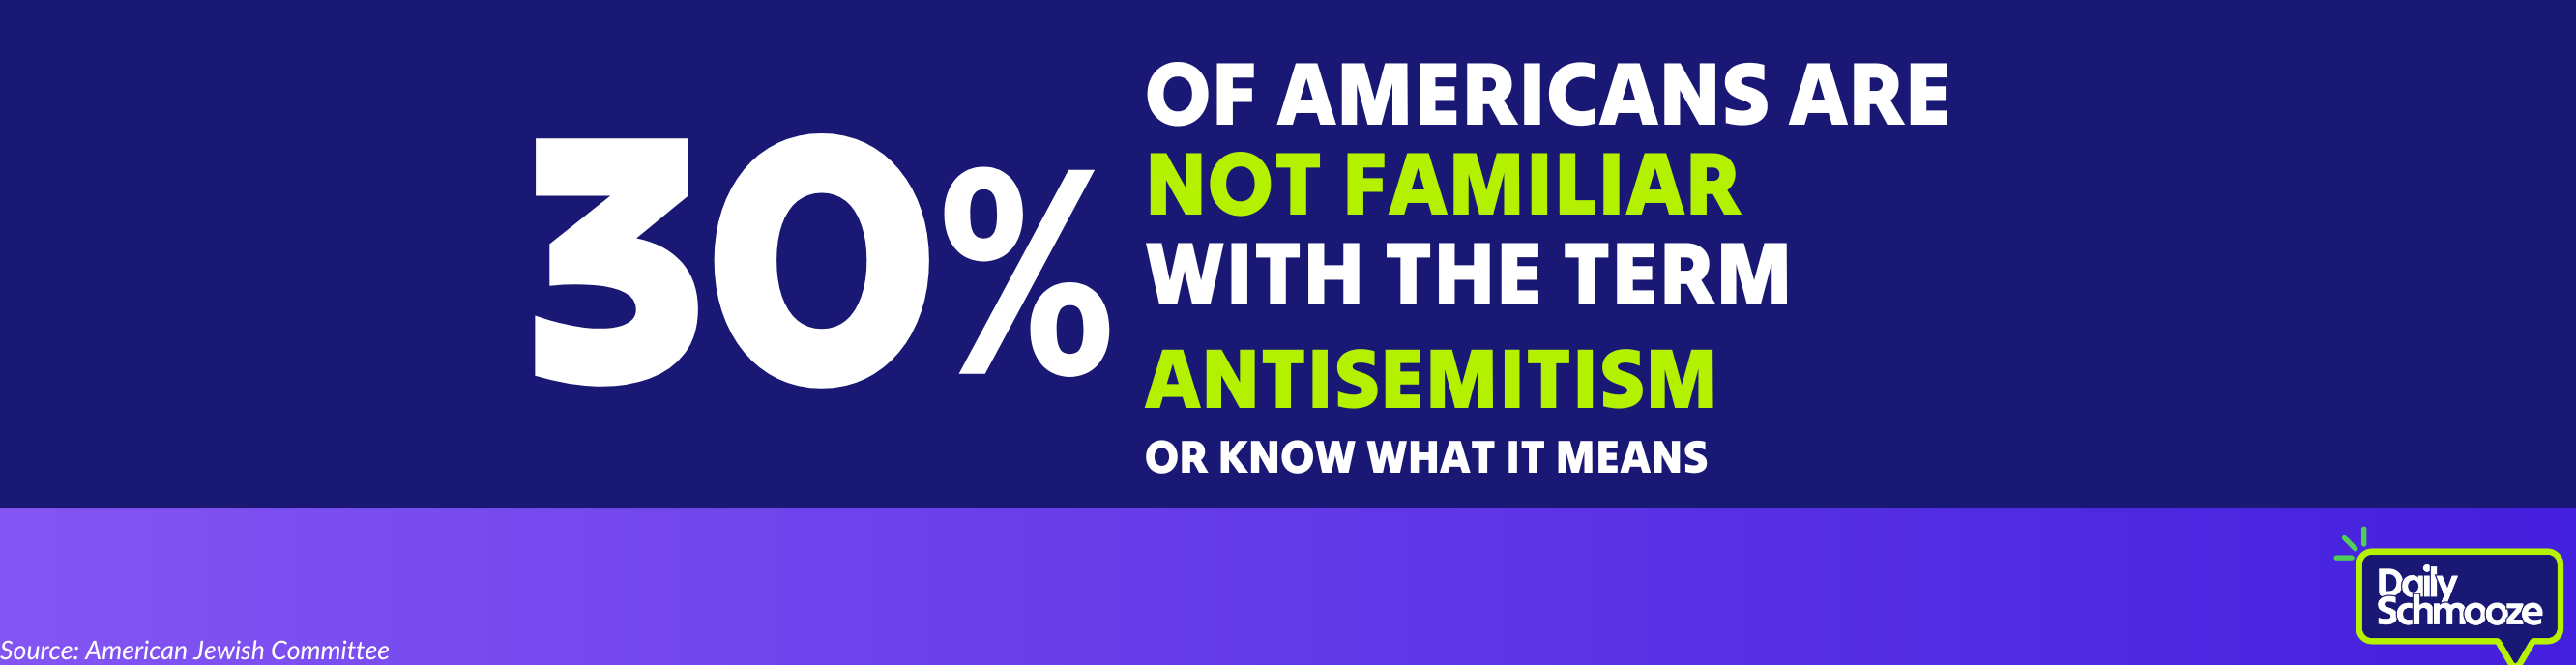 30%
OF AMERICANS ARE
NOT FAMILIAR
WITH THE TERM
ANTISEMITISM
OR KNOW WHAT IT MEANS
Source: American Jewish Committee
Daily
Schmooze